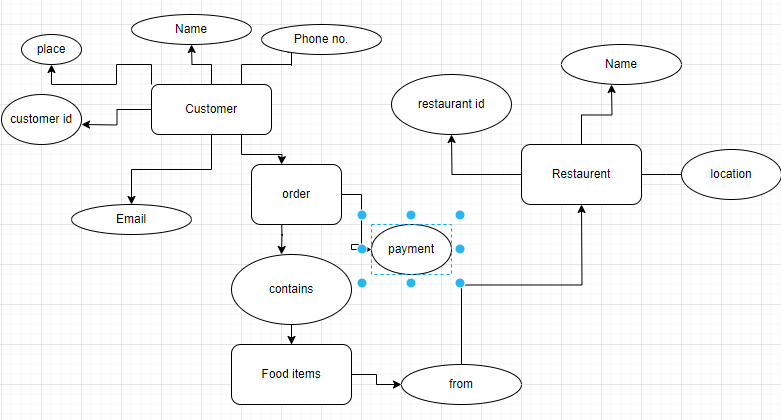 Name
Phone no.
place
Name
restaurant id
Customer
customer id
Restaurent
location
order
Email
payment
contains
Food items
from